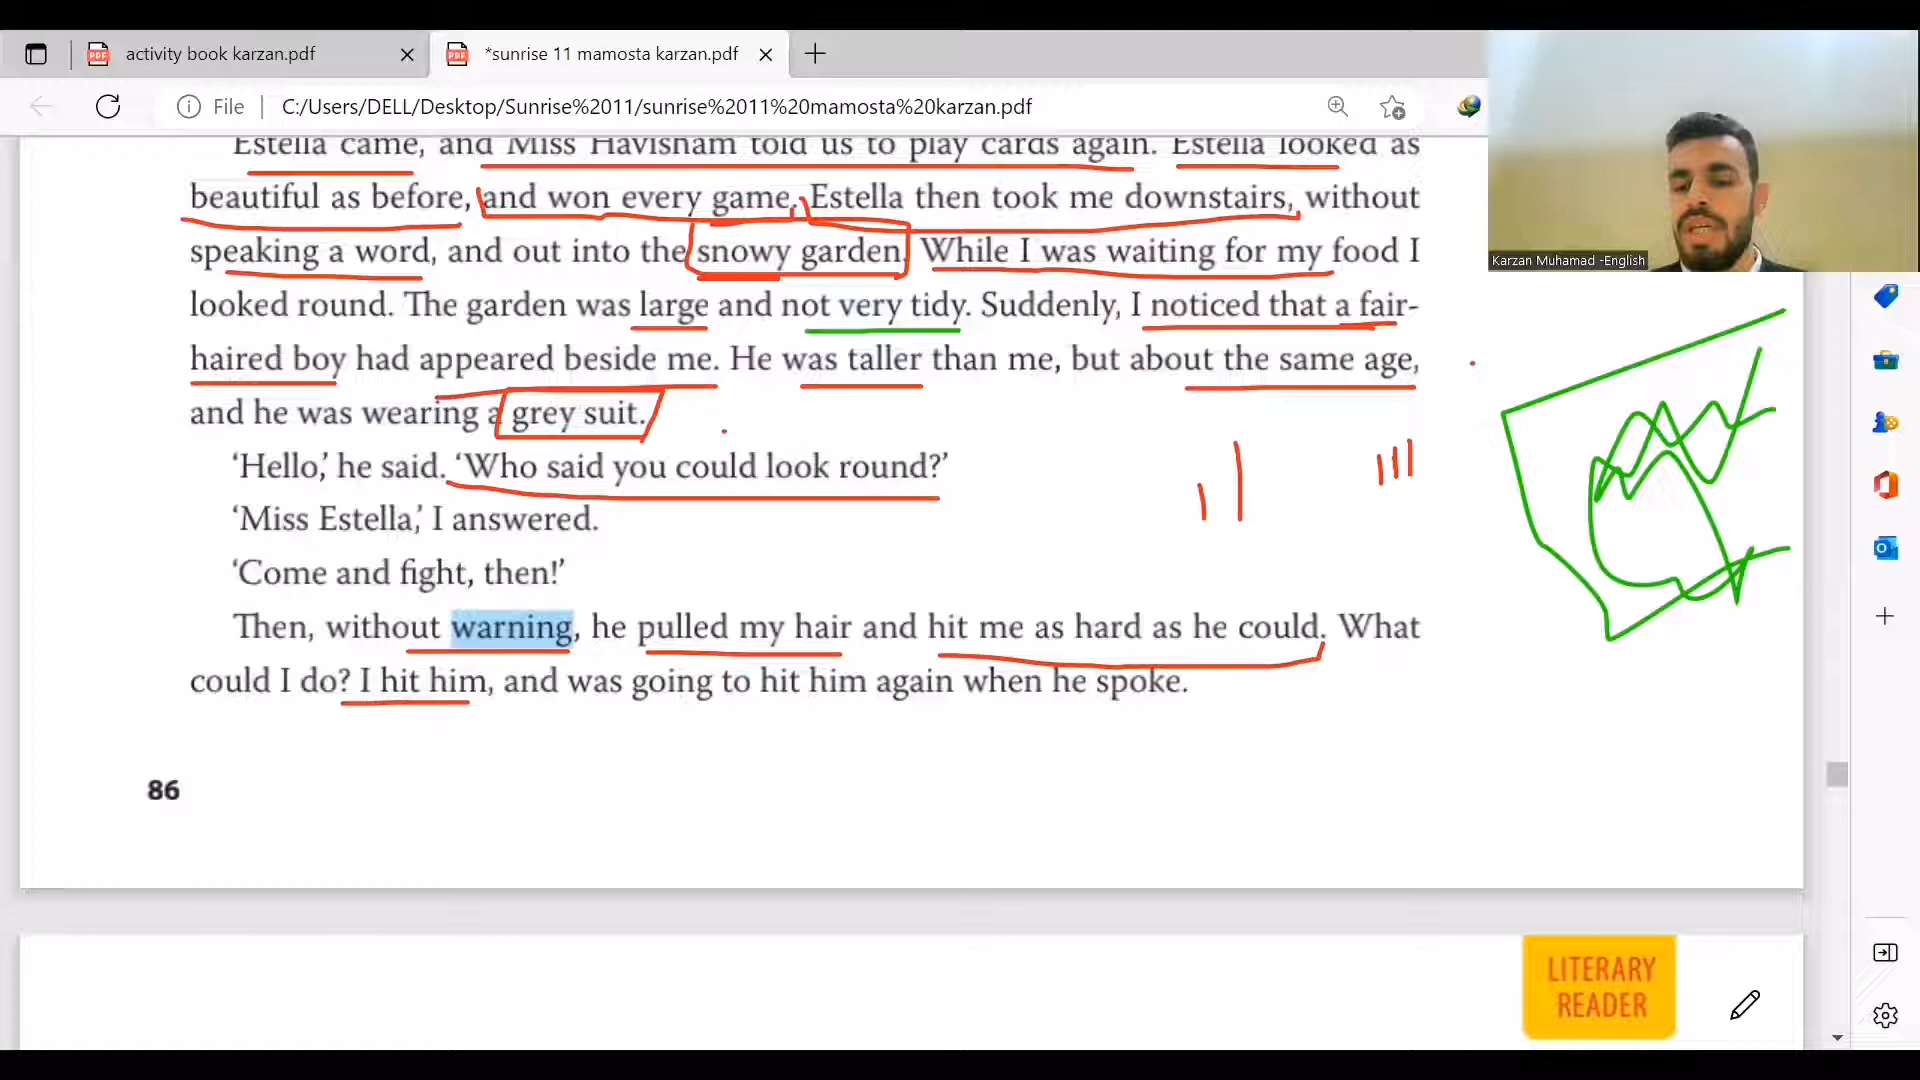 activity book karzan.pdf
*sunrise 11 mamosta karzan.pdf
File
C:/Users/DELL/Desktop/Sunrise%2011/sunrise%2011%20mamosta%20karzan.pdf
Karzan Muhamad -English
Estella came, and Miss Havisham told us to play cards again. Estella looked as
beautiful as before, and won every game. Estella then took me downstairs, without
speaking a word, and out into the snowy garden. While I was waiting for my food I
looked round. The garden was large and not very tidy. Suddenly, I noticed that a fair-
haired boy had appeared beside me. He was taller than me, but about the same age,
and he was wearing a grey suit.
‘Hello,’ he said. ‘Who said you could look round?’
‘Miss Estella,’ I answered.
‘Come and fight, then!’
Then, without warning, he pulled my hair and hit me as hard as he could. What
could I do? I hit him, and was going to hit him again when he spoke.
86
LITERARY
READER